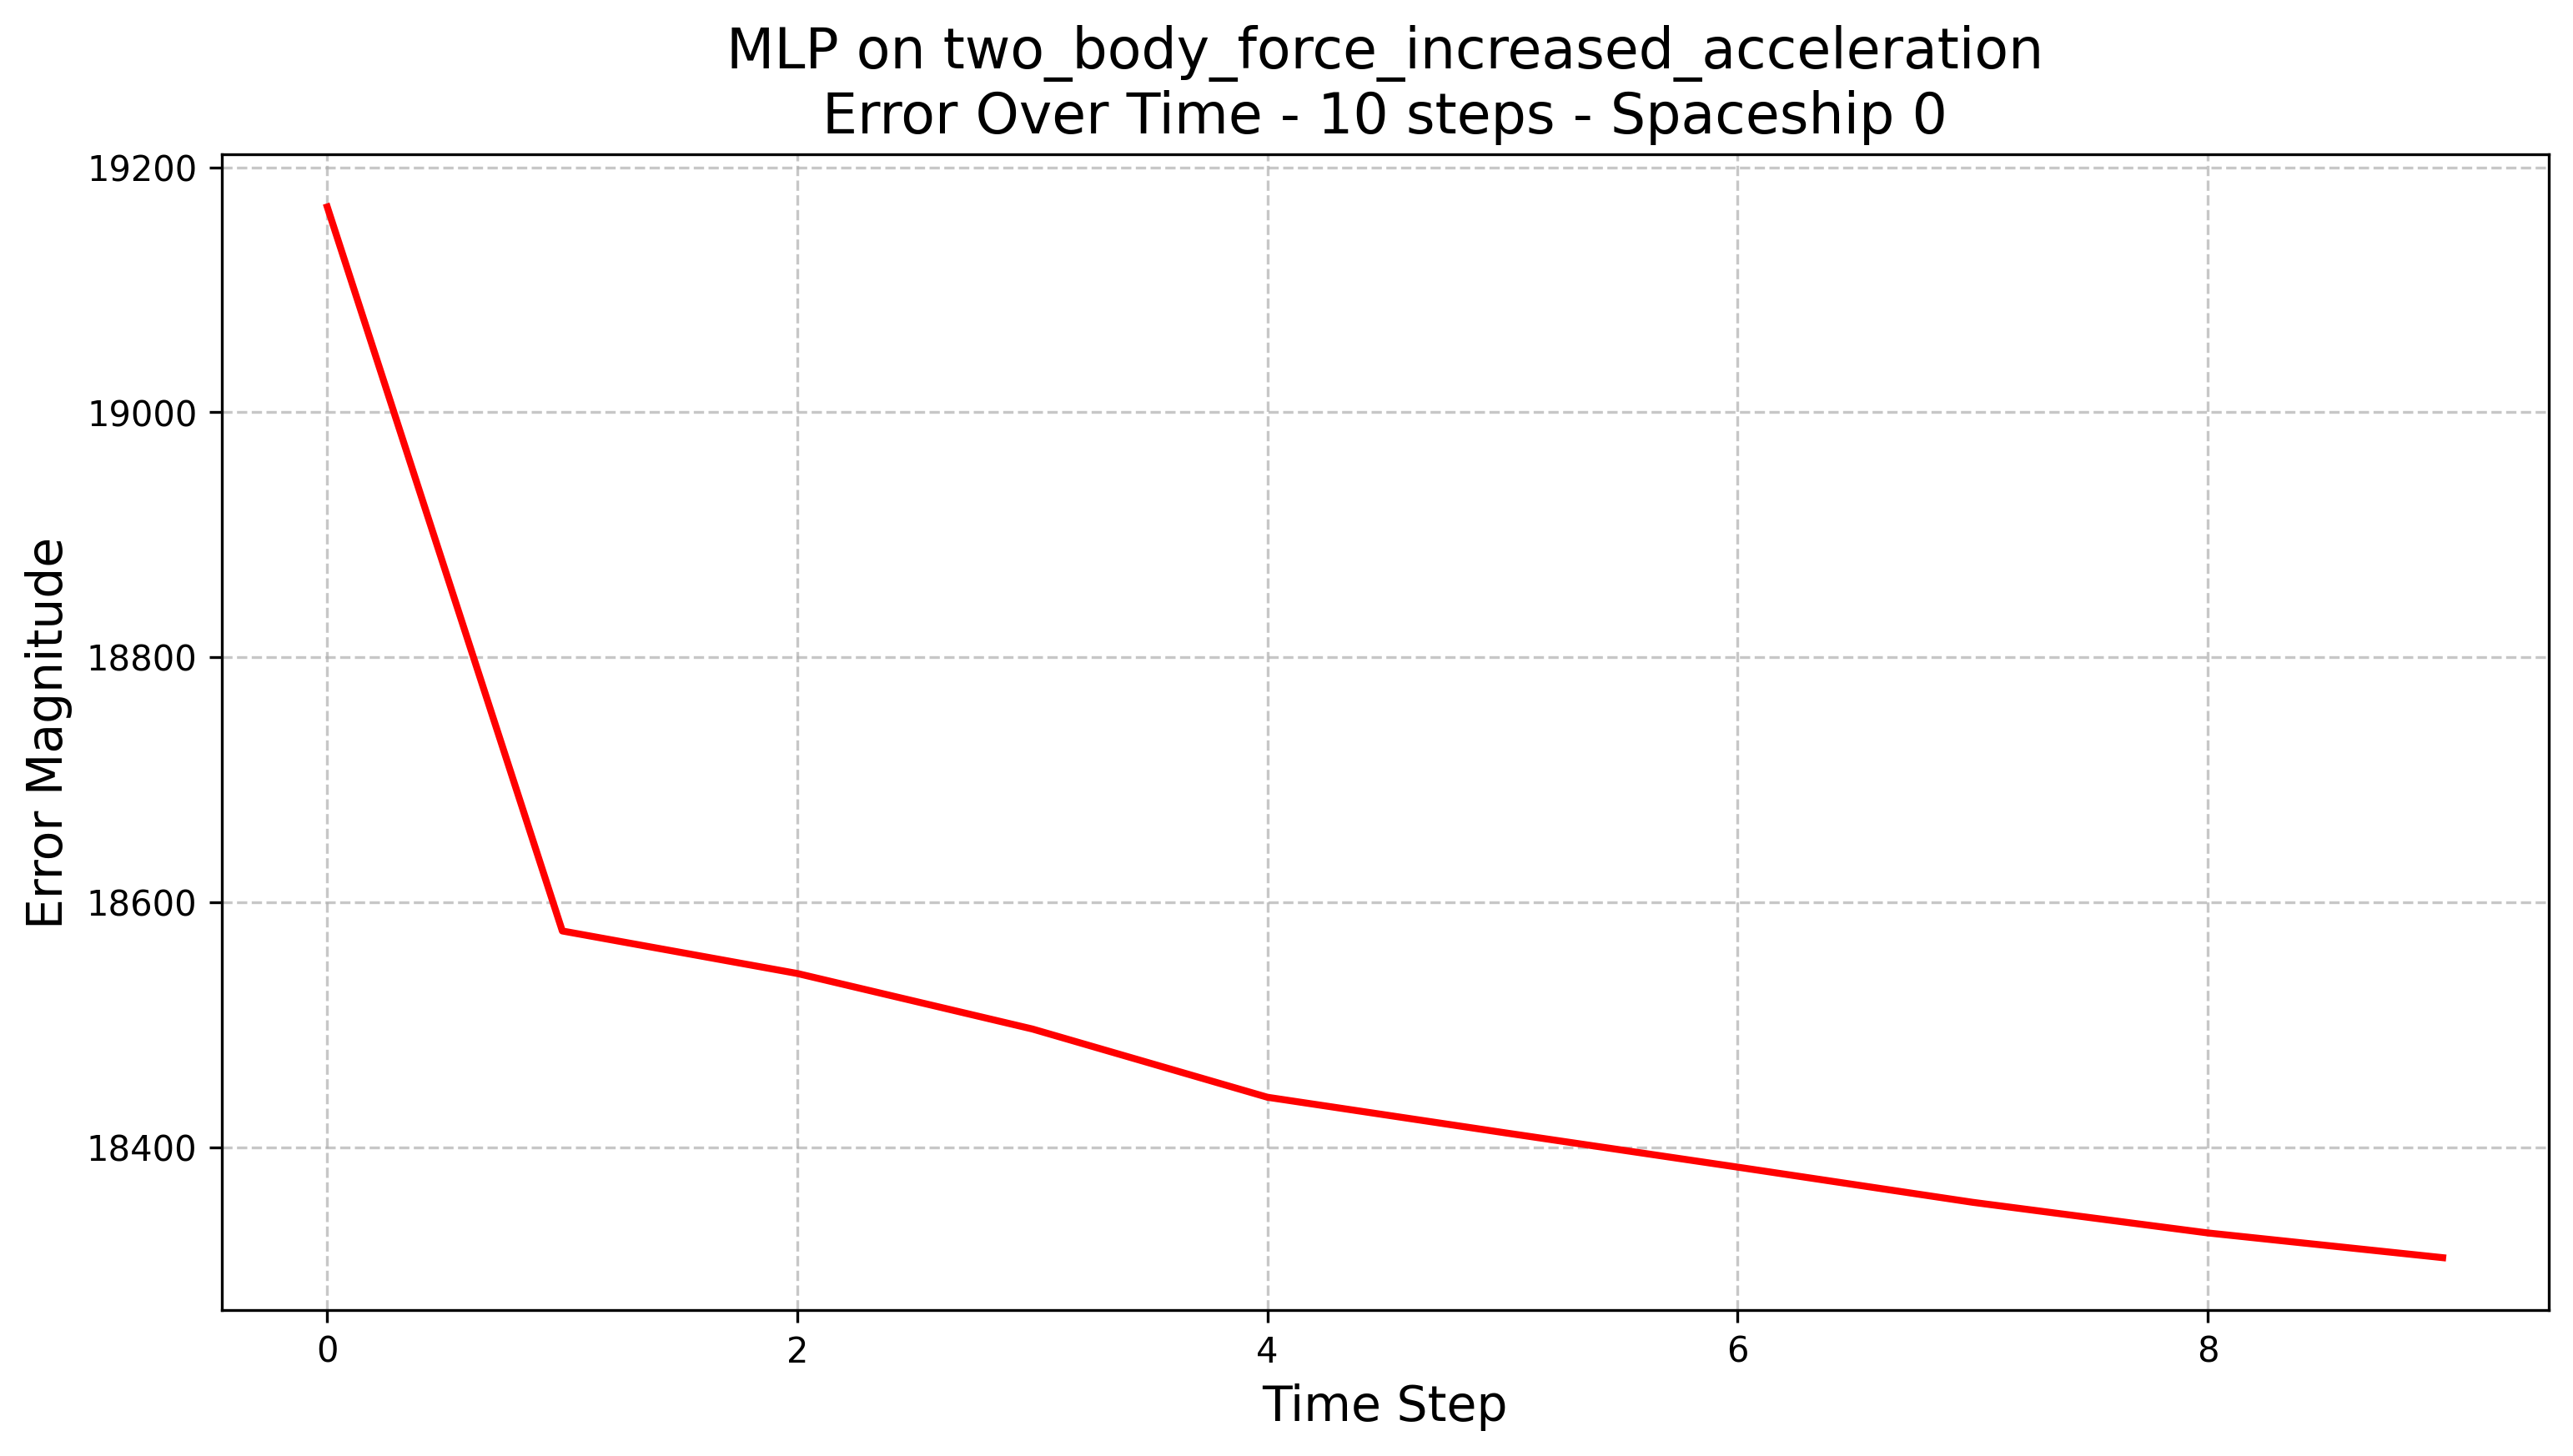 MLP on two_body_force_increased_acceleration
Error Over Time - 10 steps - Spaceship 0
19200
19000
18800
18600
18400
Error Magnitude
0 2 4 6 8
Time Step